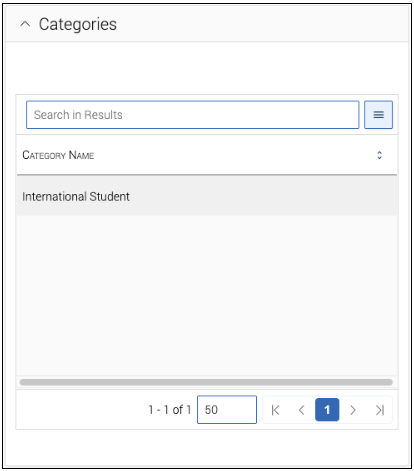 Categories
Search in Results
Category Name
International Student
1 - 1 of 1 50 1